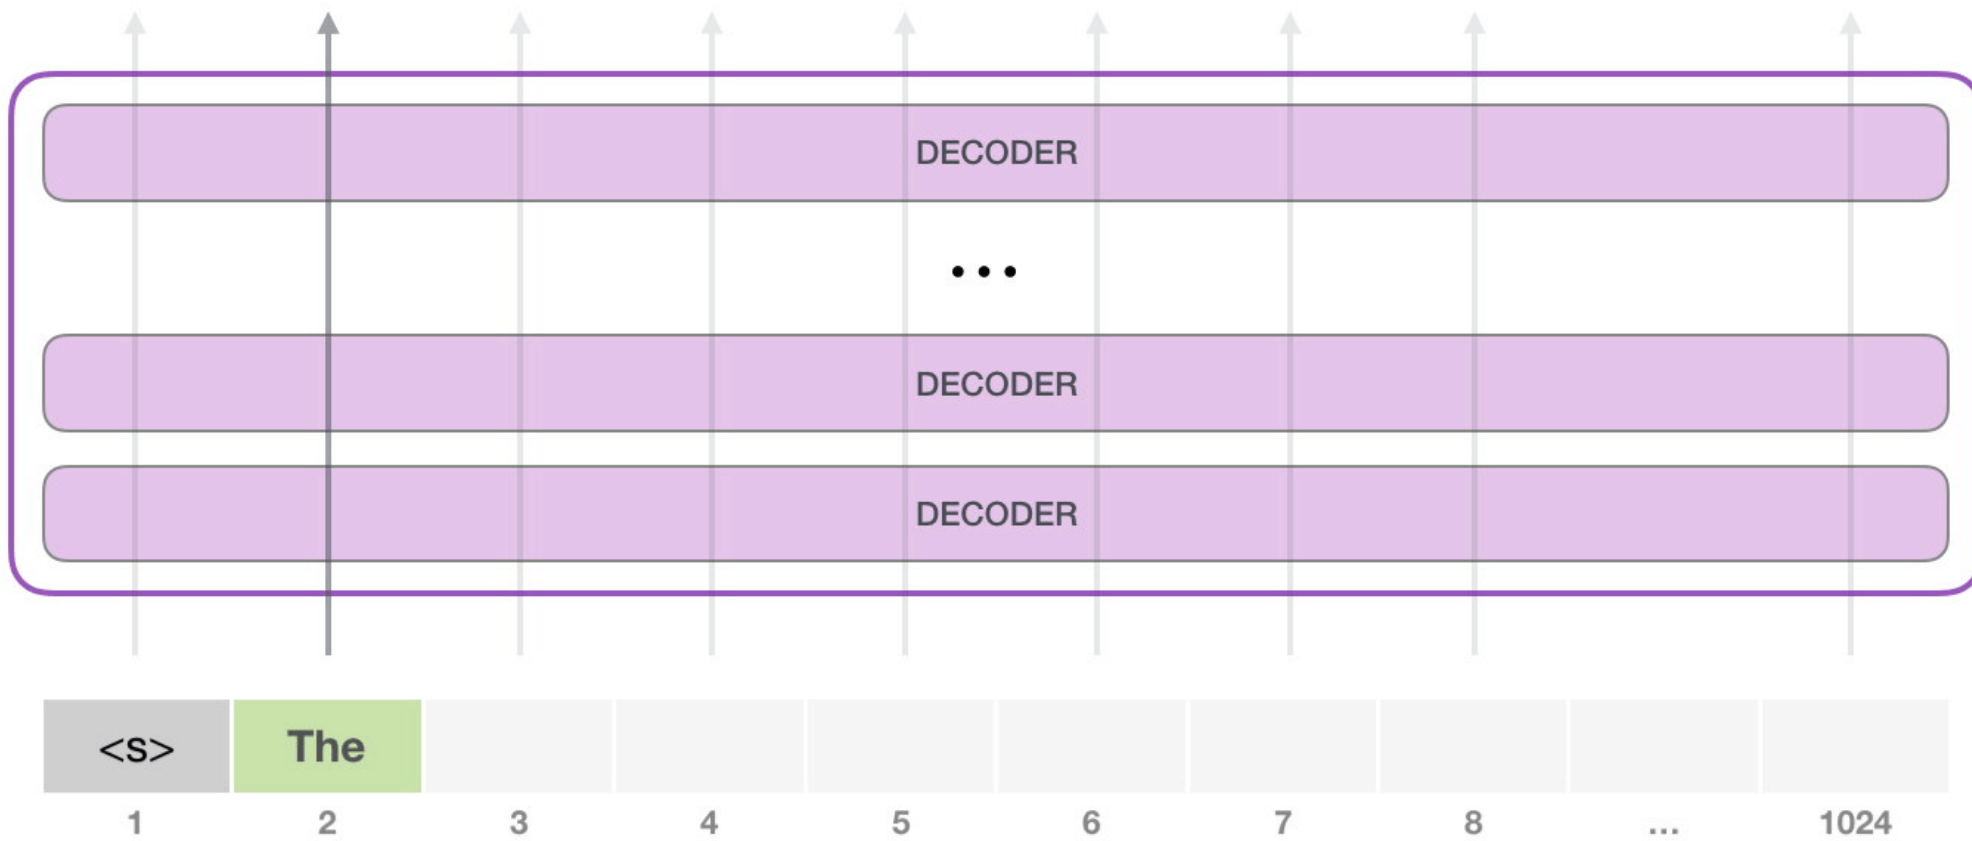 DECODER
...
DECODER
DECODER
<s> The
1 2 3 4 5 6 7 8 ... 1024